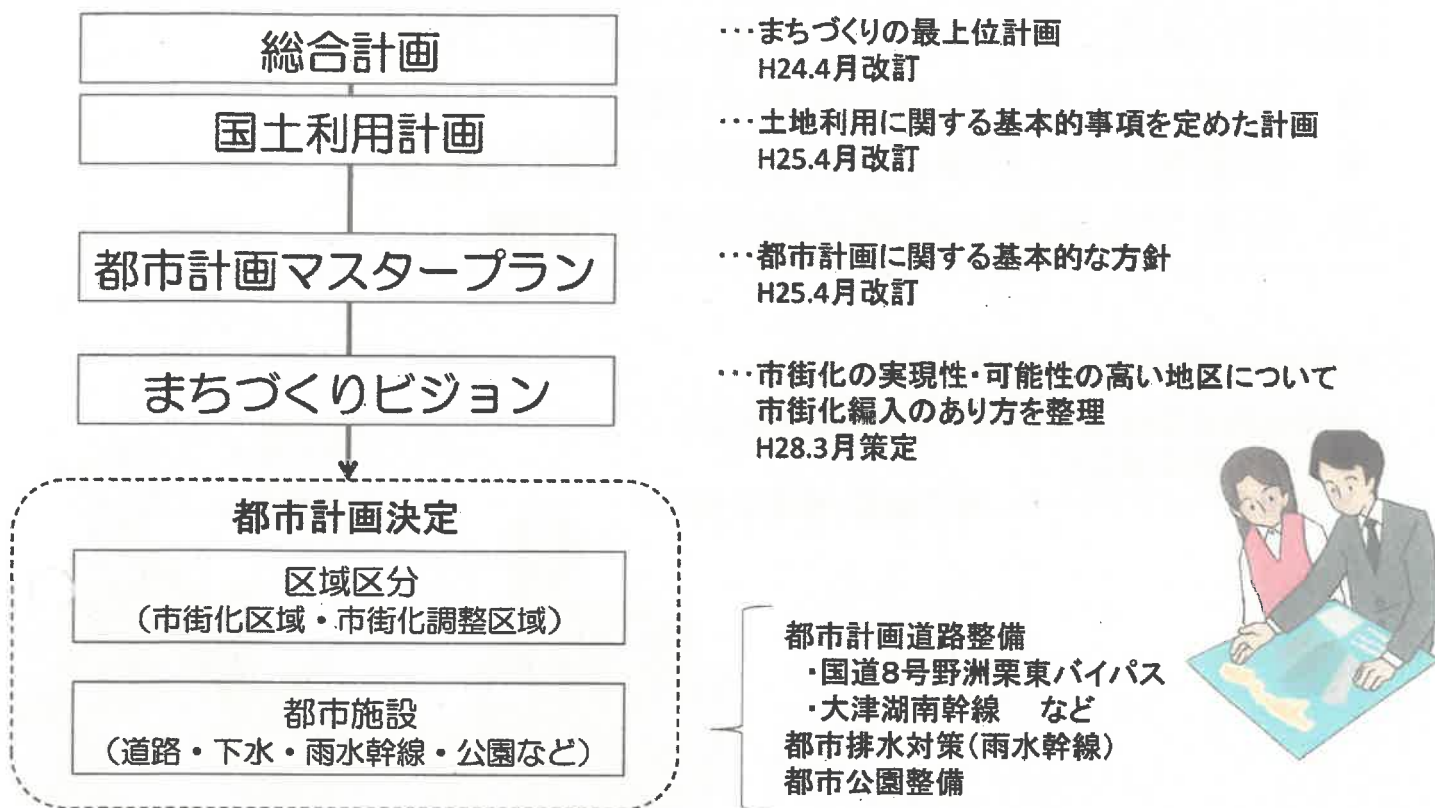 総合計画
…まちづくりの最上位計画
H24.4月改訂
国土利用計画
…土地利用に関する基本的事項を定めた計画
H25.4月改訂
都市計画マスタープラン
…都市計画に関する基本的な方針
H25.4月改訂
まちづくりビジョン
…市街化の実現性・可能性の高い地区について
市街化編入のあり方を整理
H28.3月策定
都市計画決定
区域区分
(市街化区域・市街化調整区域)
都市施設
(道路・下水・雨水幹線・公園など)
都市計画道路整備
・国道8号野洲栗東バイパス
・大津湖南幹線 など
都市排水対策(雨水幹線)
都市公園整備